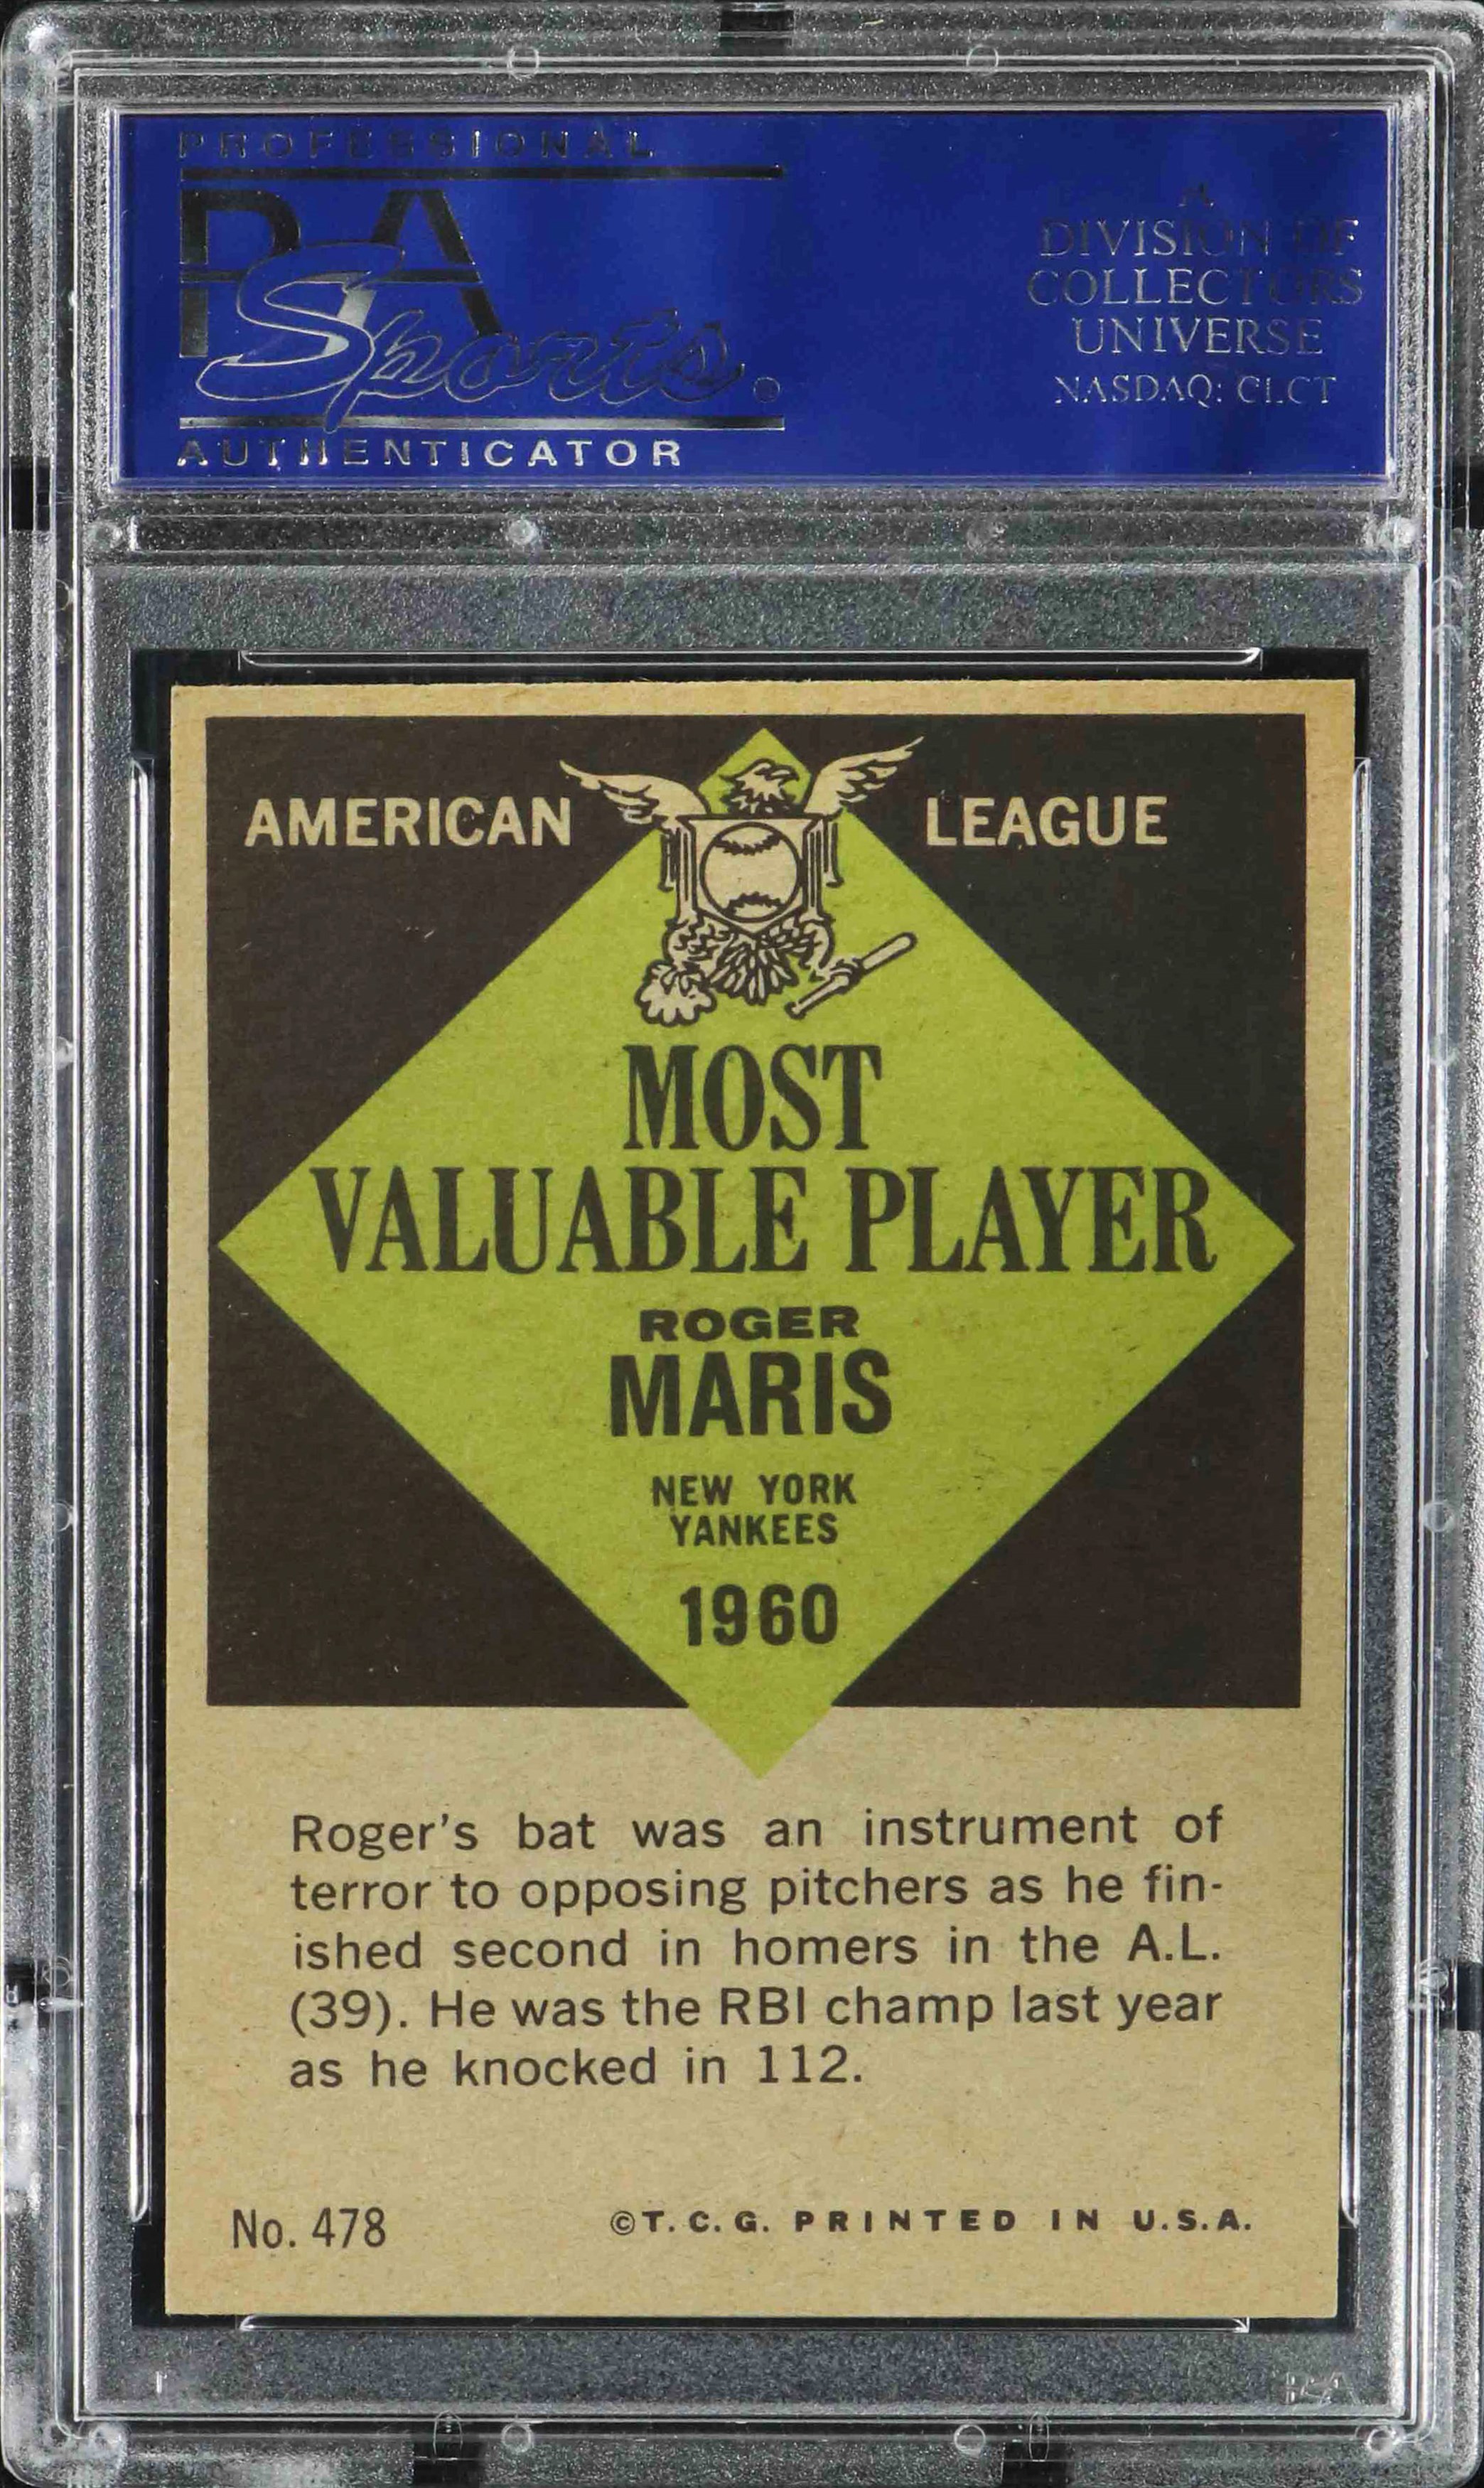 PROFESSIONAL
PSA
Sports
AUTHENTICATOR
A
DIVISION OF
COLLECTORS
UNIVERSE
NASDAQ: CLCT
AMERICAN LEAGUE
MOST
VALUABLE PLAYER
ROGER
MARIS
NEW YORK
YANKEES
1960
Roger's bat was an instrument of
terror to opposing pitchers as he fin-
ished second in homers in the A.L.
(39). He was the RBI champ last year
as he knocked in 112.
No. 478 ©T.C.G. PRINTED IN U.S.A.
PSA